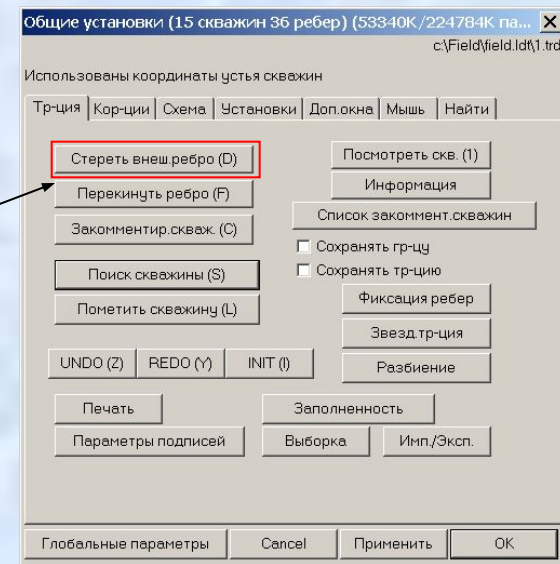 Общие установки (15 скважин 36 ребер) (53340K/224784K па...
c:\Field\field.ldt\1.trd
Использованы координаты устья скважин
Тр-ция Кор-ции Схема Установки Доп.окна Мышь Найти
Стереть внеш.ребро (D) Посмотреть скв. (1)
Перекинуть ребро (F) Информация
Закомментир.скваж. (C) Список закоммент.скважин
Сохранять гр-цу
Поиск скважины (S) Сохранять тр-цию
Пометить скважину (L) Фиксация ребер
Звезд.тр-ция
UNDO (Z) REDO (Y) INIT (I) Разбиение
Печать Заполненность
Параметры подписей Выборка Имп./Эксп.
Глобальные параметры Cancel Применить OK